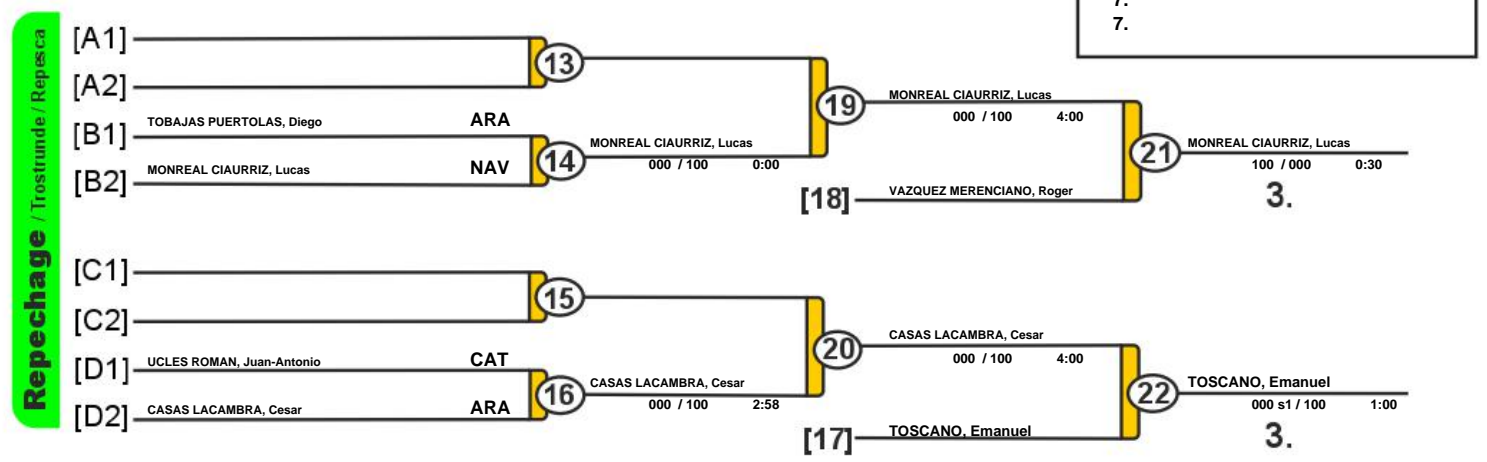 7.
7.
Repechage / Trostrunde / Repesca
[A1]
13
[A2]
19
MONREAL CIAURRIZ, Lucas
000 / 100 4:00
[B1] TOBAJAS PUERTOLAS, Diego ARA
14
MONREAL CIAURRIZ, Lucas
000 / 100 0:00
[B2] MONREAL CIAURRIZ, Lucas NAV
21
MONREAL CIAURRIZ, Lucas
100 / 000 0:30
3.
[18] VAZQUEZ MERENCIANO, Roger
[C1]
15
[C2]
20
CASAS LACAMBRA, Cesar
000 / 100 4:00
[D1] UCLES ROMAN, Juan-Antonio CAT
16
CASAS LACAMBRA, Cesar
000 / 100 2:58
[D2] CASAS LACAMBRA, Cesar ARA
22
TOSCANO, Emanuel
000 s1 / 100 1:00
3.
[17] TOSCANO, Emanuel